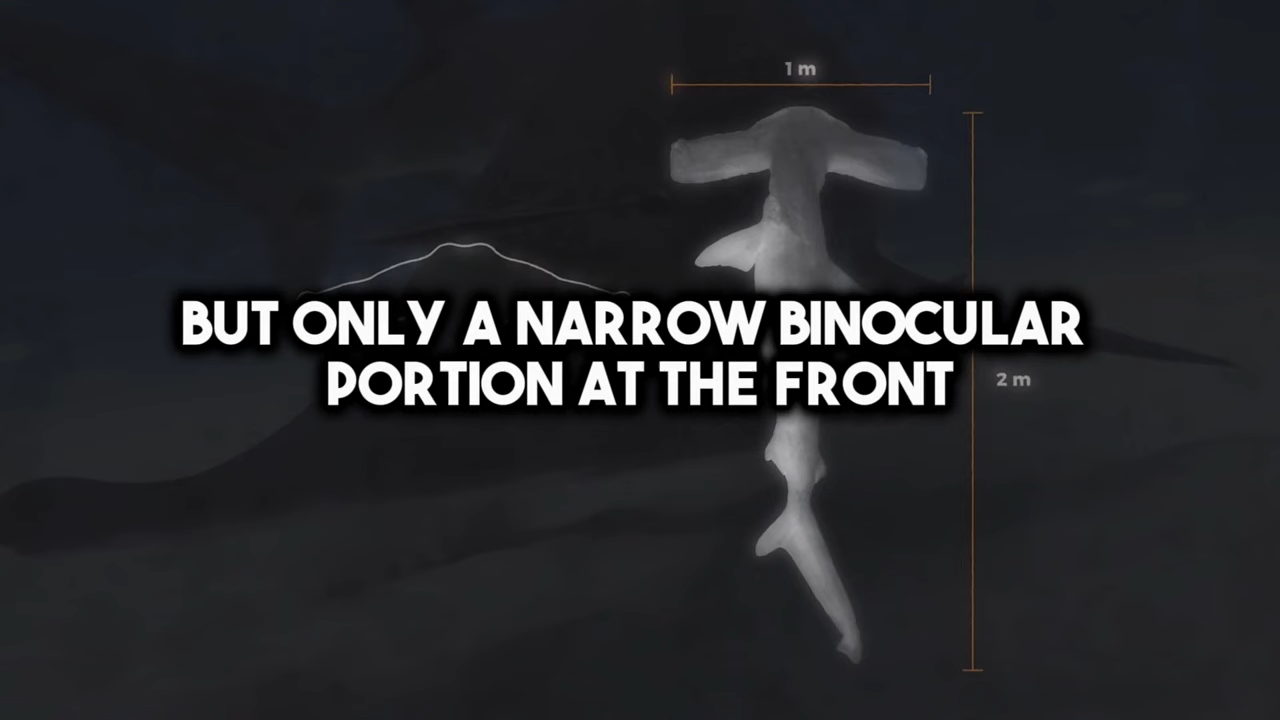 1 m
BUT ONLY A NARROW BINOCULAR
PORTION AT THE FRONT
2 m